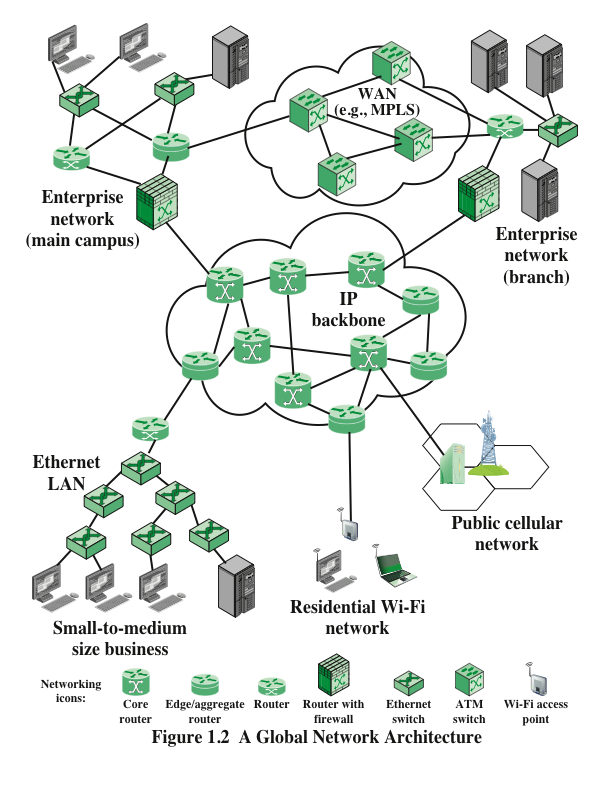 WAN
(e.g., MPLS)
Enterprise
network
(main campus)
Enterprise
network
(branch)
IP
backbone
Ethernet
LAN
Public cellular
network
Residential Wi-Fi
network
Small-to-medium
size business
Networking
icons:
Core
router
Edge/aggregate
router
Router
Router with
firewall
Ethernet
switch
ATM
switch
Wi-Fi access
point
Figure 1.2 A Global Network Architecture